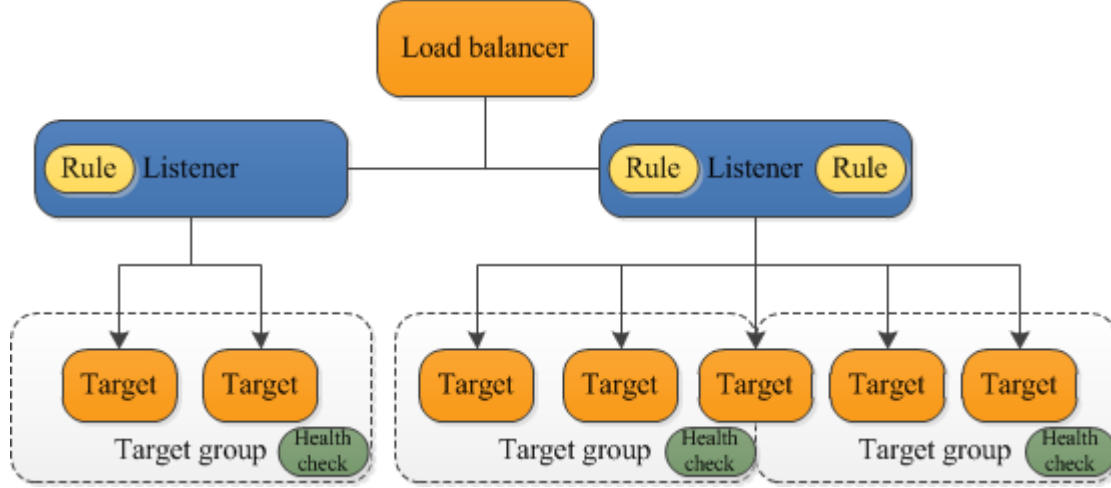 Load balancer
Rule Listener
Rule Listener Rule
Target Target
Target Target Target Target Target
Target group Health check
Target group Health check
Target group Health check